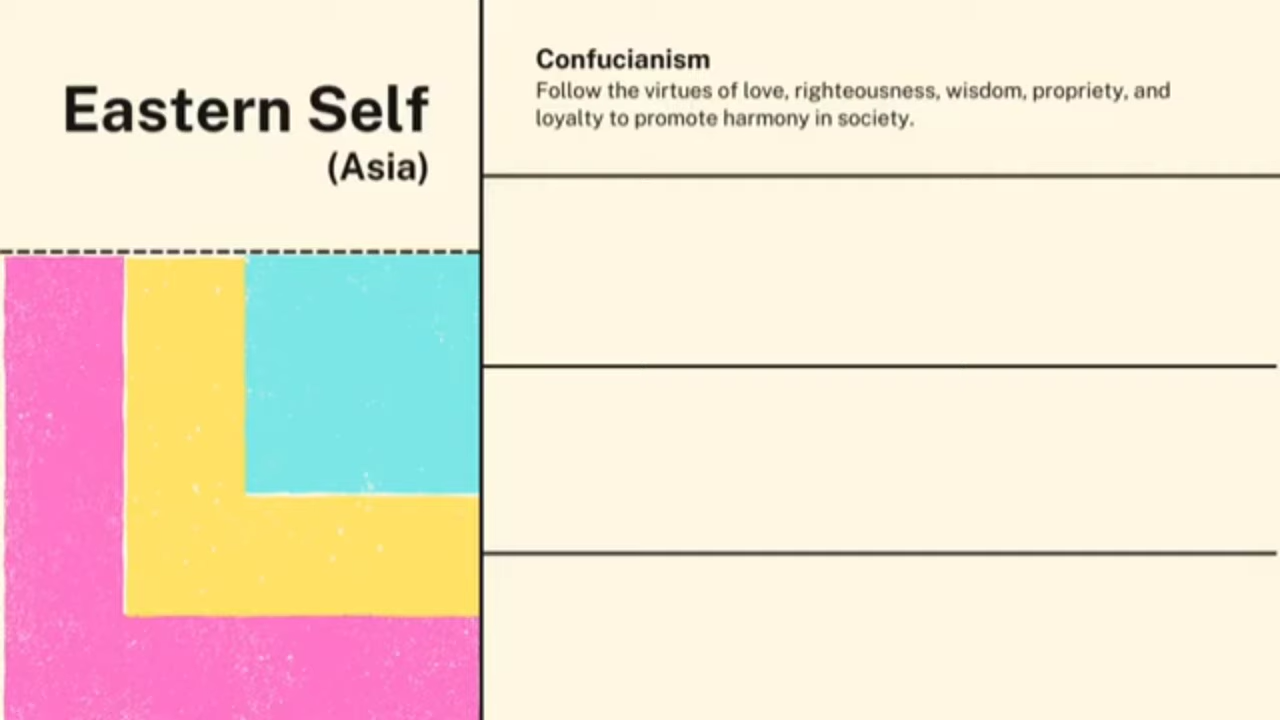 Eastern Self
(Asia)
Confucianism
Follow the virtues of love, righteousness, wisdom, propriety, and
loyalty to promote harmony in society.